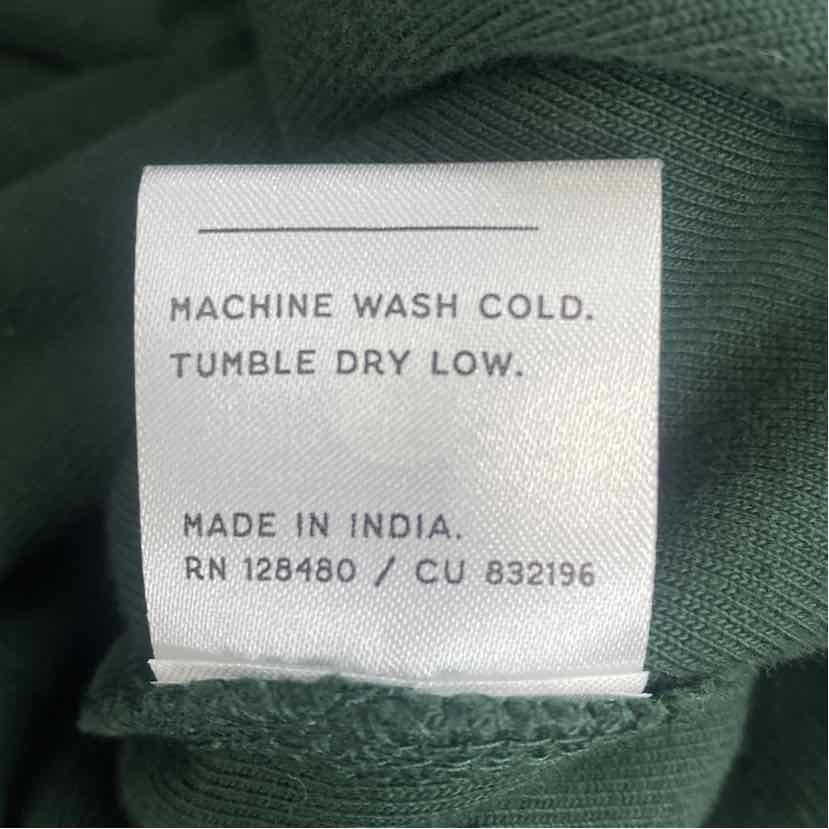 MACHINE WASH COLD.
TUMBLE DRY LOW.
MADE IN INDIA.
RN 128480 / CU 832196